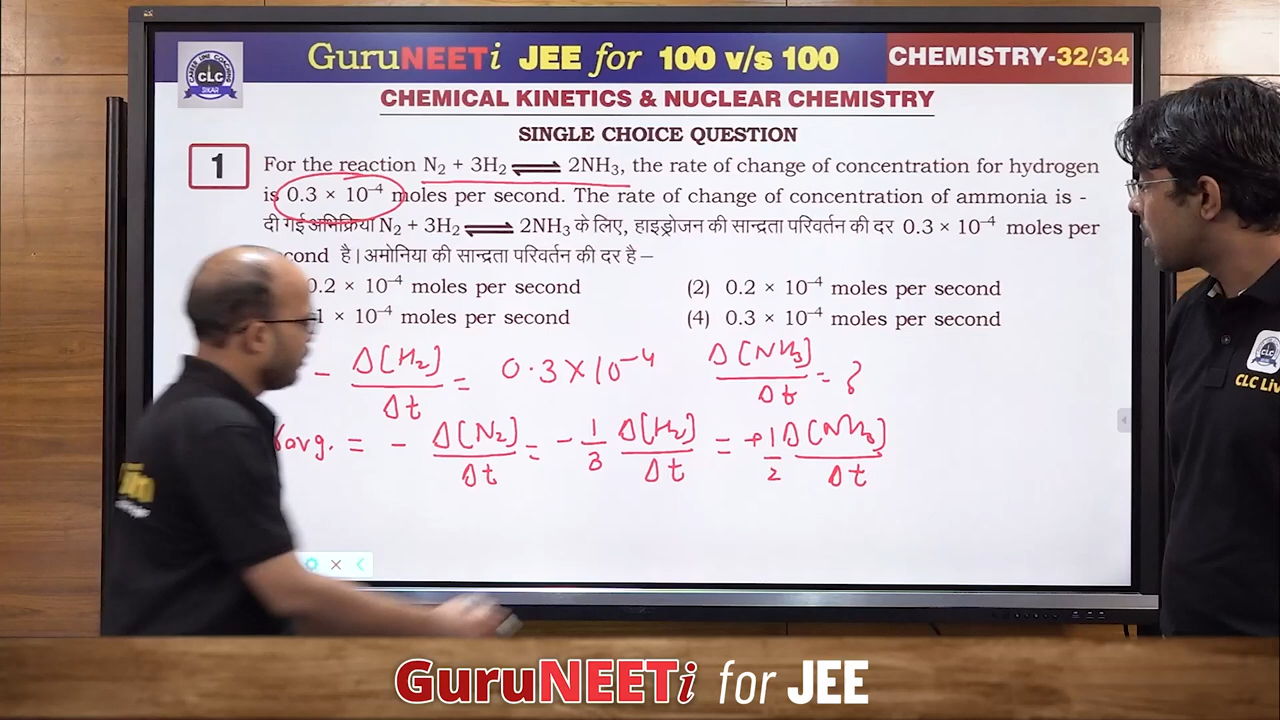 GuruNEETi JEE for 100 v/s 100
CHEMISTRY-32/34
CLC
SIKAR
CHEMICAL KINETICS & NUCLEAR CHEMISTRY
SINGLE CHOICE QUESTION
1
For the reaction N₂ + 3H₂ ⇌ 2NH₃, the rate of change of concentration for hydrogen
is 0.3 × 10⁻⁴ moles per second. The rate of change of concentration of ammonia is -
दी गई अभिक्रिया N₂ + 3H₂ ⇌ 2NH₃ के लिए, हाइड्रोजन की सान्द्रता परिवर्तन की दर 0.3 × 10⁻⁴ moles per
cond है। अमोनिया की सान्द्रता परिवर्तन की दर है –
0.2 × 10⁻⁴ moles per second
(2) 0.2 × 10⁻⁴ moles per second
1 × 10⁻⁴ moles per second
(4) 0.3 × 10⁻⁴ moles per second
- Δ[H₂]/Δt = 0.3×10⁻⁴ Δ[NH₃]/Δt = ?
avg. = - Δ[N₂]/Δt = -1/3 Δ[H₂]/Δt = +1/2 Δ[NH₃]/Δt
CLC Liv
GuruNEETi for JEE